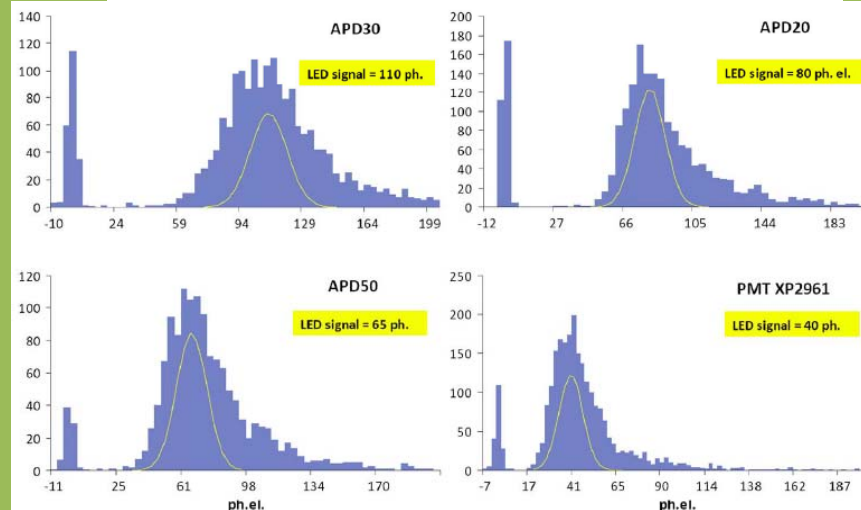 APD30
LED signal = 110 ph.
140
120
100
80
60
40
20
0
-10 24 59 94 129 164 199
APD20
LED signal = 80 ph. el.
200
180
160
140
120
100
80
60
40
20
0
-12 27 66 105 144 183
APD50
LED signal = 65 ph.
120
100
80
60
40
20
0
-11 25 61 98 134 170
ph.el.
PMT XP2961
LED signal = 40 ph.
250
200
150
100
50
0
-7 17 41 65 90 114 138 162 187
ph.el.